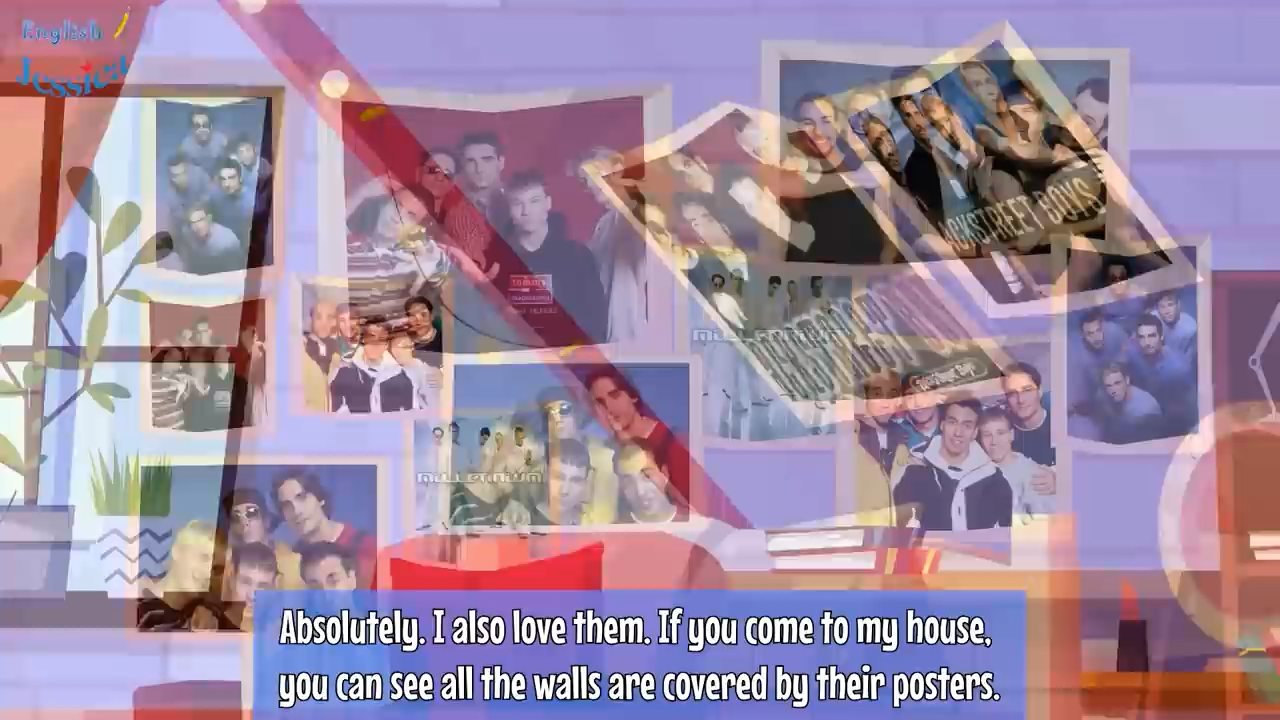 English
Jessica
BACKSTREET BOYS
MILLENNIUM
MILLENNIUM
Absolutely. I also love them. If you come to my house,
you can see all the walls are covered by their posters.